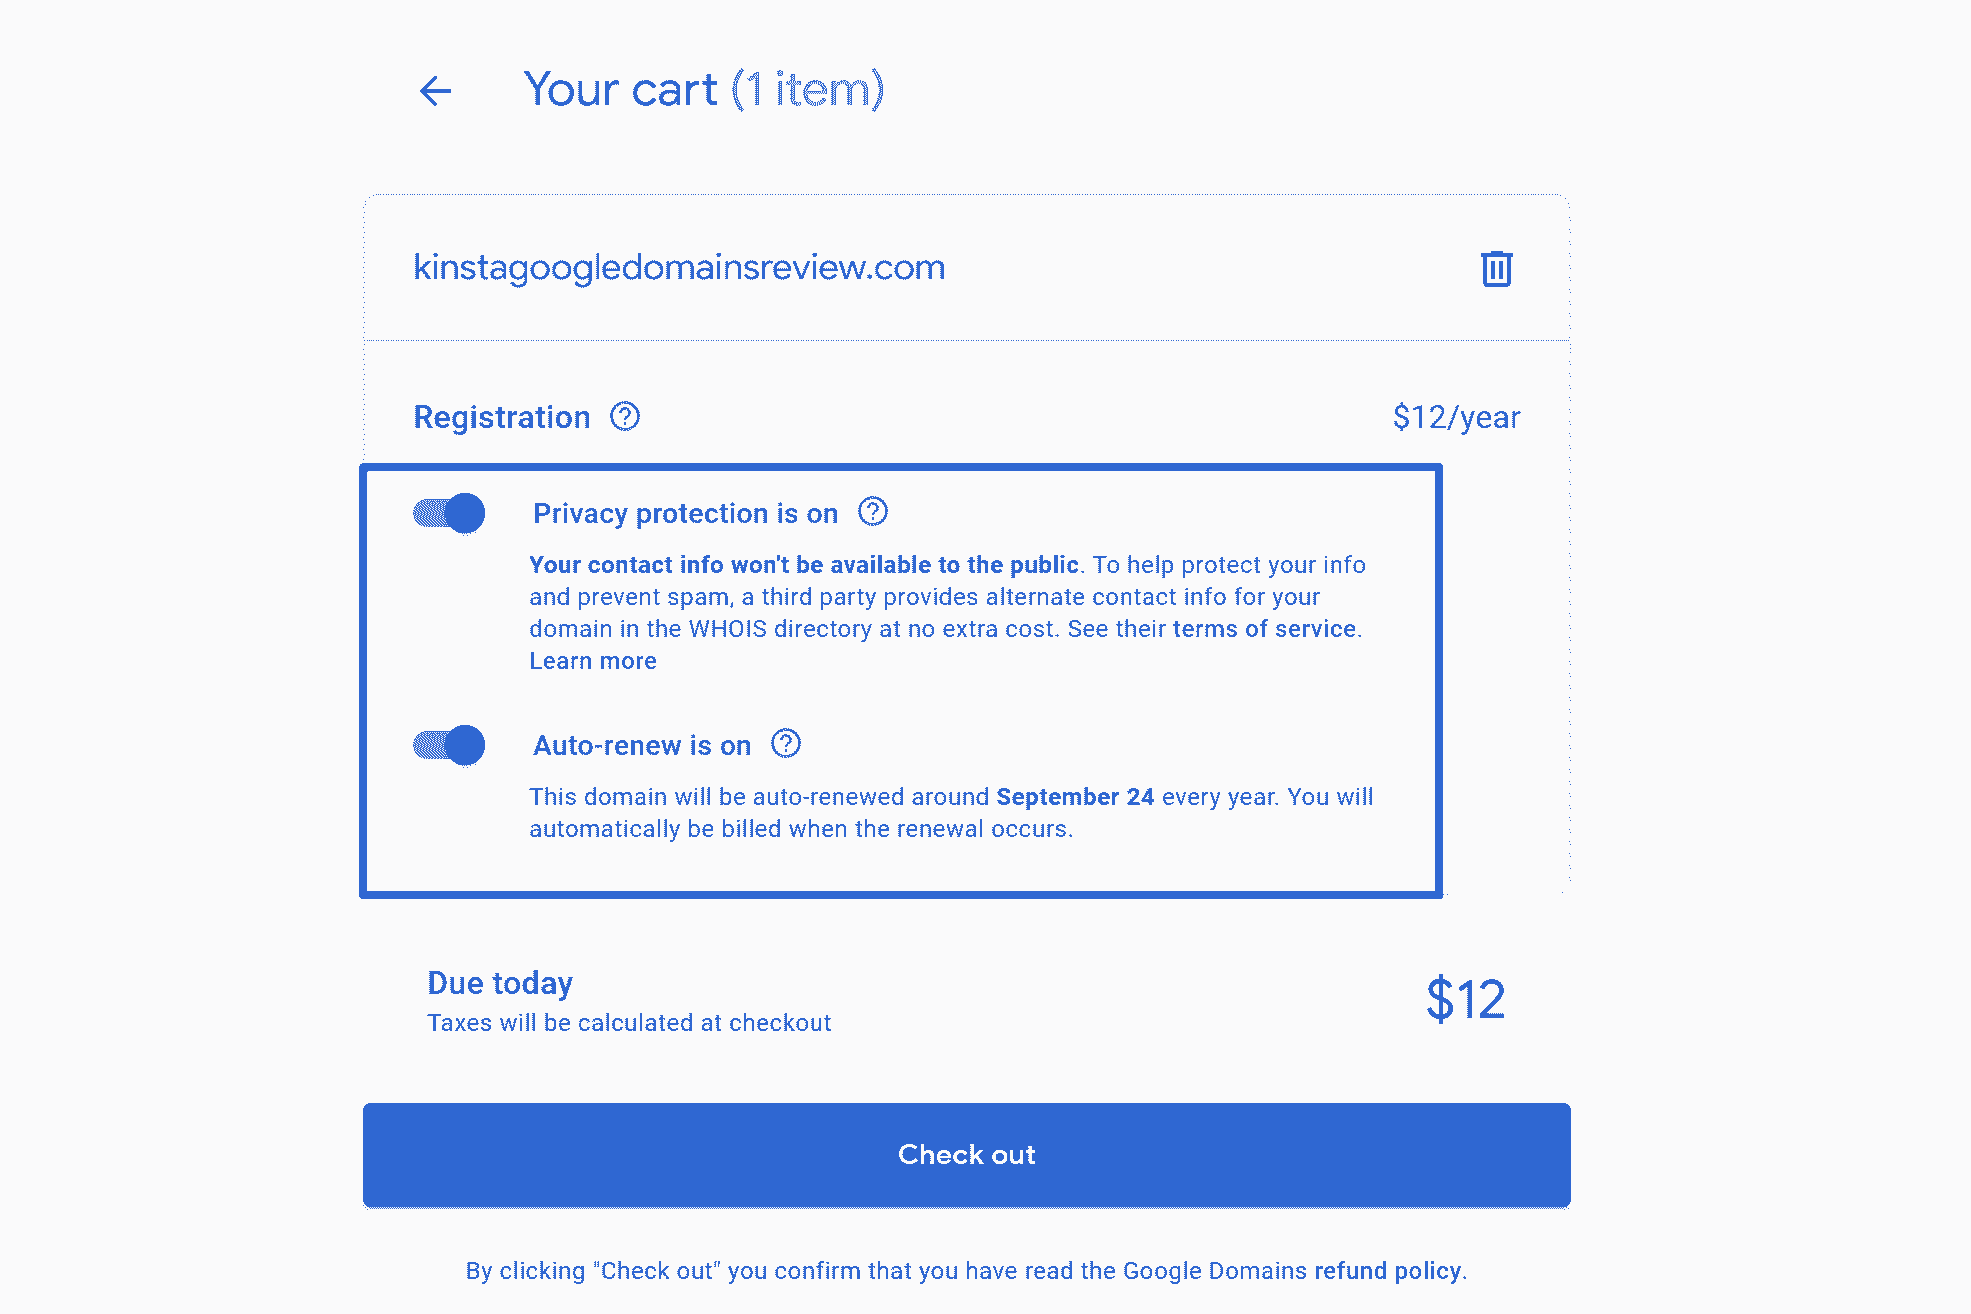 Your cart (1 item)
kinstagoogledomainsreview.com
Registration
$12/year
Privacy protection is on
Your contact info won't be available to the public. To help protect your info
and prevent spam, a third party provides alternate contact info for your
domain in the WHOIS directory at no extra cost. See their terms of service.
Learn more
Auto-renew is on
This domain will be auto-renewed around September 24 every year. You will
automatically be billed when the renewal occurs.
Due today
Taxes will be calculated at checkout
$12
Check out
By clicking "Check out" you confirm that you have read the Google Domains refund policy.